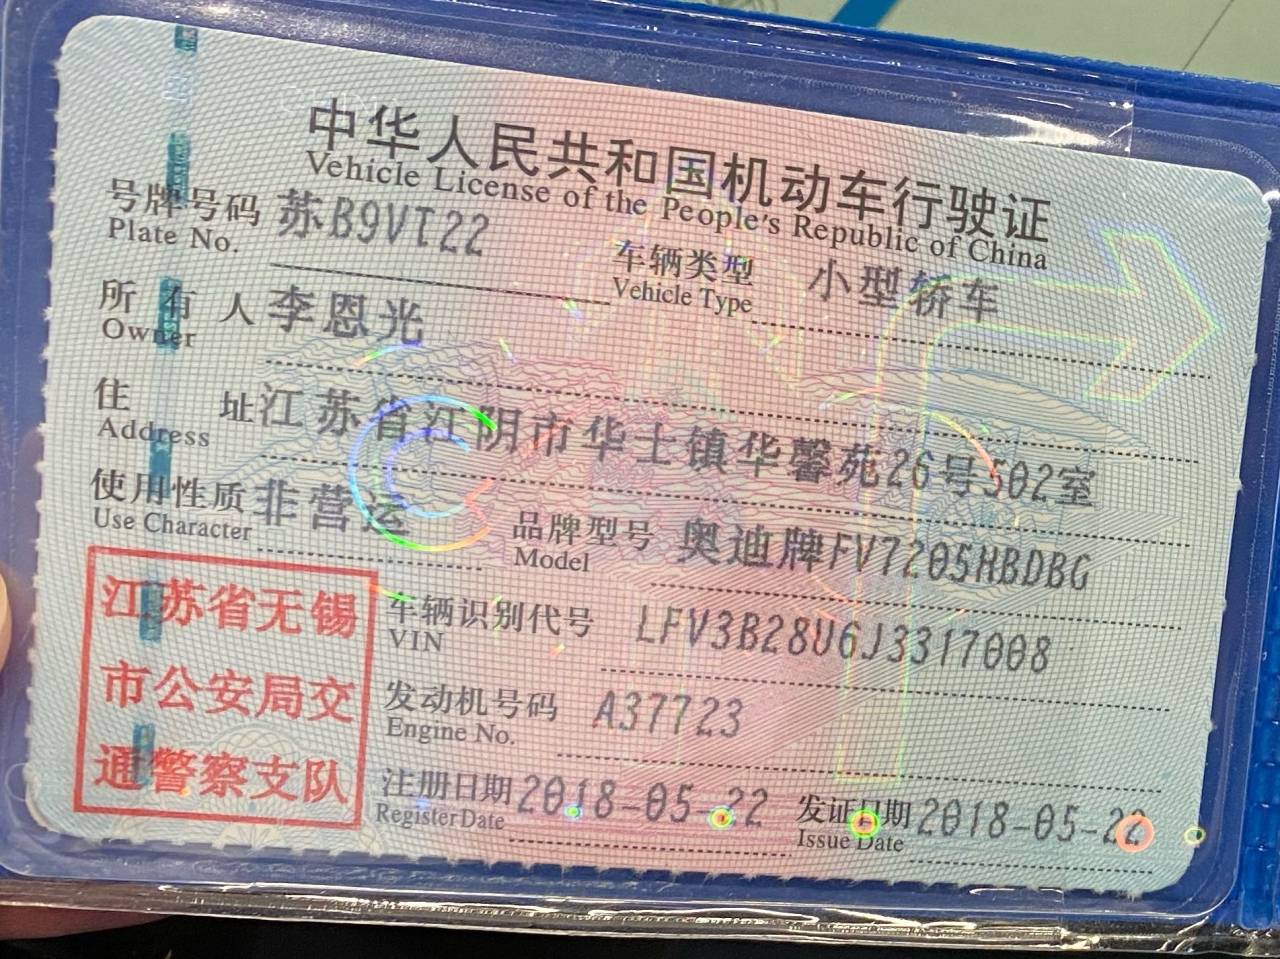 中华人民共和国机动车行驶证
Vehicle License of the People's Republic of China
号牌号码 苏B9VT22
Plate No.
车辆类型 小型轿车
Vehicle Type
所有人 李恩光
Owner
住址 江苏省江阴市华士镇华馨苑26号502室
Address
使用性质 非营运
Use Character
品牌型号 奥迪牌FV7205HBDBG
Model
江苏省无锡
市公安局交
通警察支队
车辆识别代号 LFV3B28U6J3317008
VIN
发动机号码 A37723
Engine No.
注册日期 2018-05-22
Register Date
发证日期 2018-05-22
Issue Date